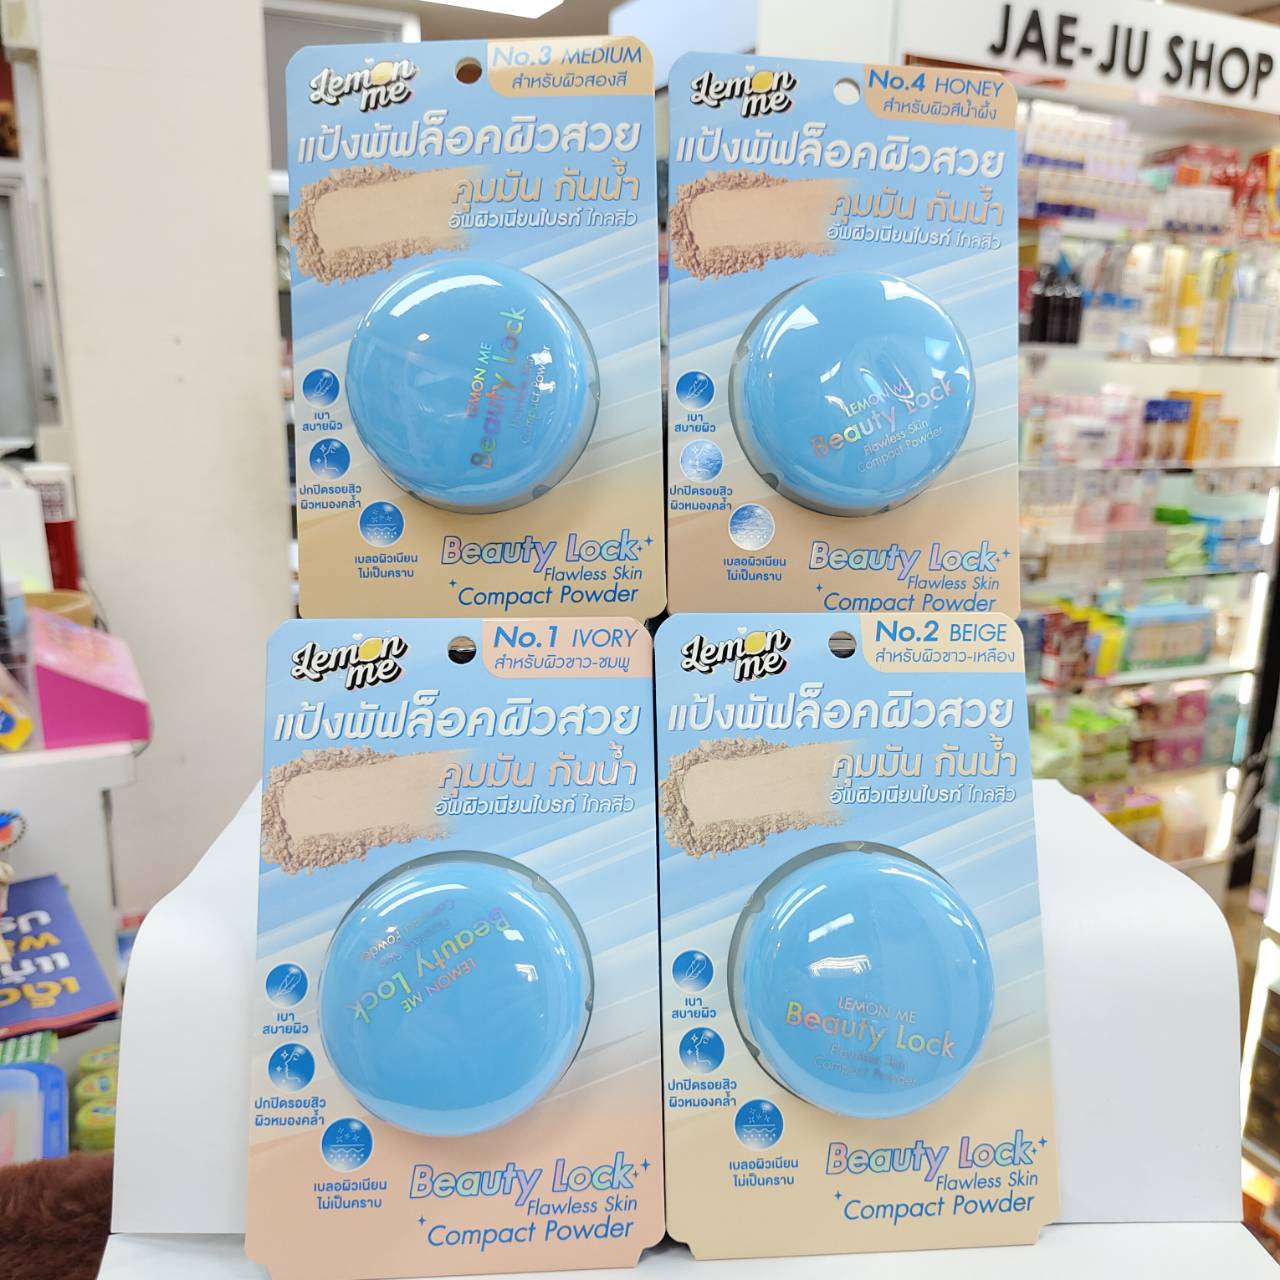 JAE-JU SHOP
Lemon me
No.3 MEDIUM
สำหรับผิวสองสี
แป้งพัฟล็อคผิวสวย
คุมมัน กันน้ำ
อัพผิวเนียนไบรท์ ไกลสิว
LEMON ME
Beauty Lock
Flawless Skin
Compact Powder
เบา
สบายผิว
ปกปิดรอยสิว
ผิวหมองคล้ำ
เบลอผิวเนียน
ไม่เป็นคราบ
Beauty Lock
Flawless Skin
Compact Powder
Lemon me
No.4 HONEY
สำหรับผิวสีน้ำผึ้ง
แป้งพัฟล็อคผิวสวย
คุมมัน กันน้ำ
อัพผิวเนียนไบรท์ ไกลสิว
LEMON ME
Beauty Lock
Flawless Skin
Compact Powder
เบา
สบายผิว
ปกปิดรอยสิว
ผิวหมองคล้ำ
เบลอผิวเนียน
ไม่เป็นคราบ
Beauty Lock
Flawless Skin
Compact Powder
Lemon me
No.1 IVORY
สำหรับผิวขาว-ชมพู
แป้งพัฟล็อคผิวสวย
คุมมัน กันน้ำ
อัพผิวเนียนไบรท์ ไกลสิว
LEMON ME
Beauty Lock
Flawless Skin
Compact Powder
เบา
สบายผิว
ปกปิดรอยสิว
ผิวหมองคล้ำ
เบลอผิวเนียน
ไม่เป็นคราบ
Beauty Lock
Flawless Skin
Compact Powder
Lemon me
No.2 BEIGE
สำหรับผิวขาว-เหลือง
แป้งพัฟล็อคผิวสวย
คุมมัน กันน้ำ
อัพผิวเนียนไบรท์ ไกลสิว
LEMON ME
Beauty Lock
Flawless Skin
Compact Powder
เบา
สบายผิว
ปกปิดรอยสิว
ผิวหมองคล้ำ
เบลอผิวเนียน
ไม่เป็นคราบ
Beauty Lock
Flawless Skin
Compact Powder